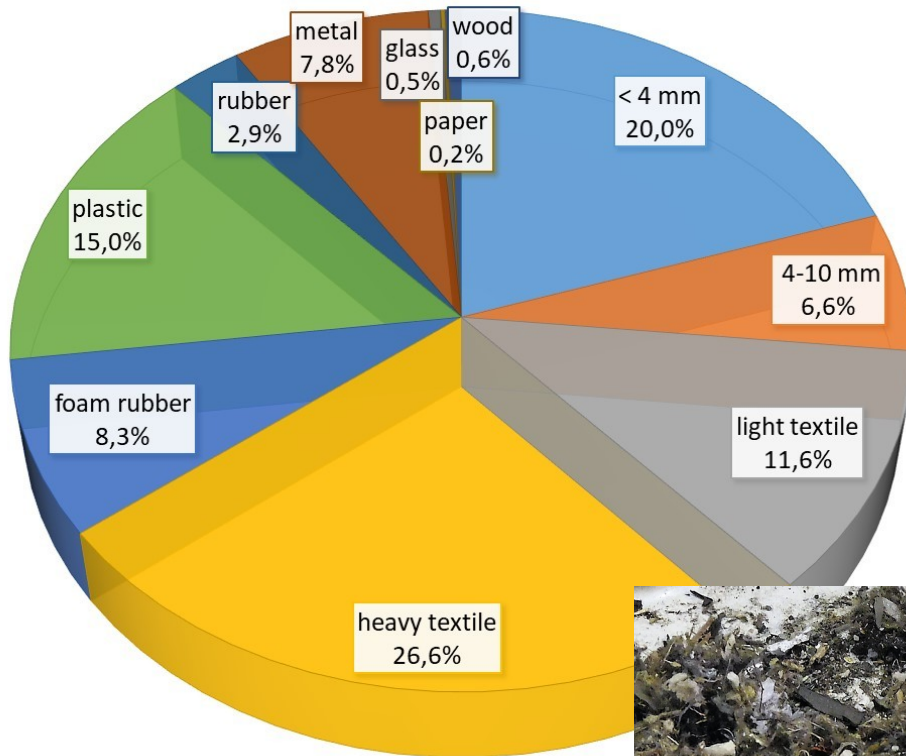 wood
0,6%
metal
7,8%
glass
0,5%
< 4 mm
20,0%
rubber
2,9%
paper
0,2%
plastic
15,0%
4-10 mm
6,6%
foam rubber
8,3%
light textile
11,6%
heavy textile
26,6%